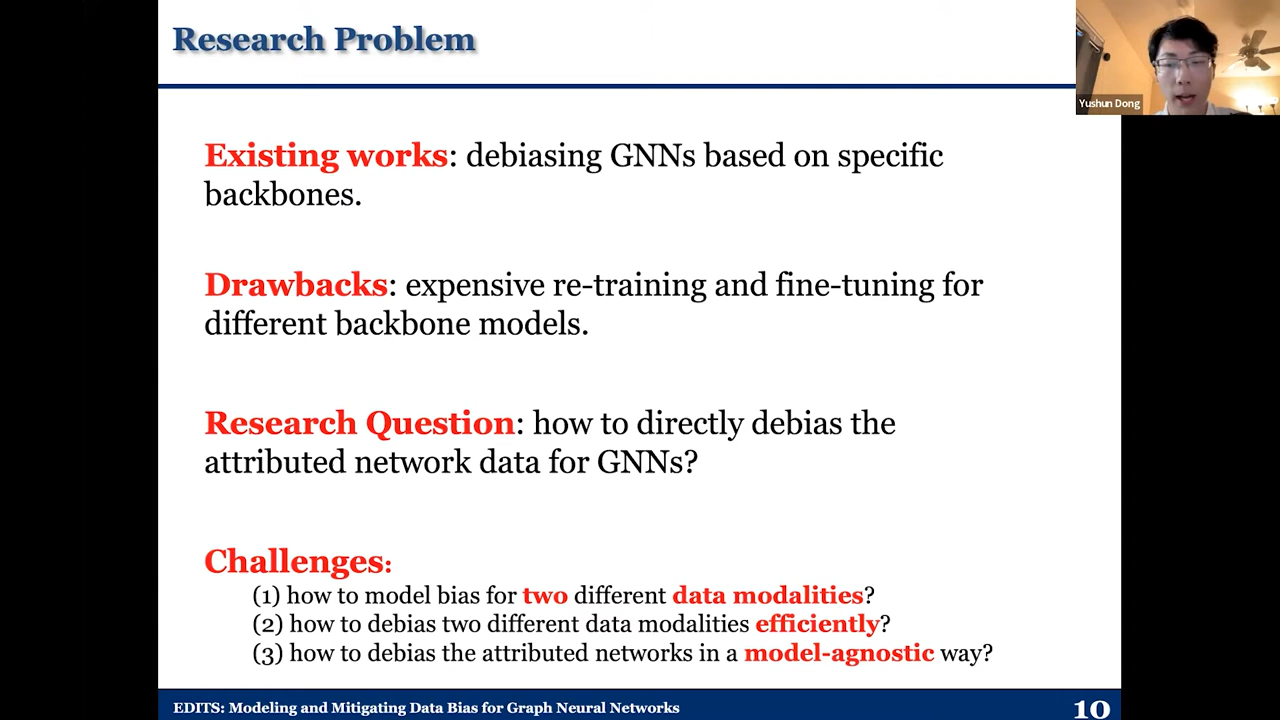 Research Problem
Yushun Dong
Existing works: debiasing GNNs based on specific
backbones.
Drawbacks: expensive re-training and fine-tuning for
different backbone models.
Research Question: how to directly debias the
attributed network data for GNNs?
Challenges:
(1) how to model bias for two different data modalities?
(2) how to debias two different data modalities efficiently?
(3) how to debias the attributed networks in a model-agnostic way?
EDITS: Modeling and Mitigating Data Bias for Graph Neural Networks
10